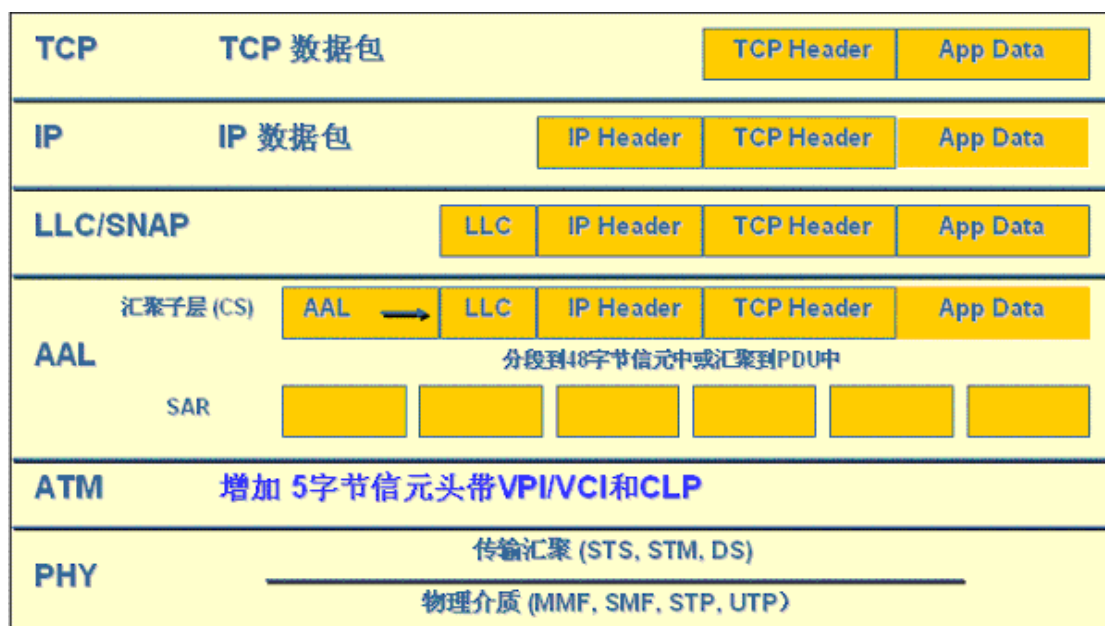 TCP TCP 数据包 TCP Header App Data
IP IP 数据包 IP Header TCP Header App Data
LLC/SNAP LLC IP Header TCP Header App Data
汇聚子层 (CS) AAL LLC IP Header TCP Header App Data
AAL 分段到48字节信元中或汇聚到PDU中
SAR
ATM 增加 5字节信元头带VPI/VCI和CLP
传输汇聚 (STS, STM, DS)
PHY
物理介质 (MMF, SMF, STP, UTP）